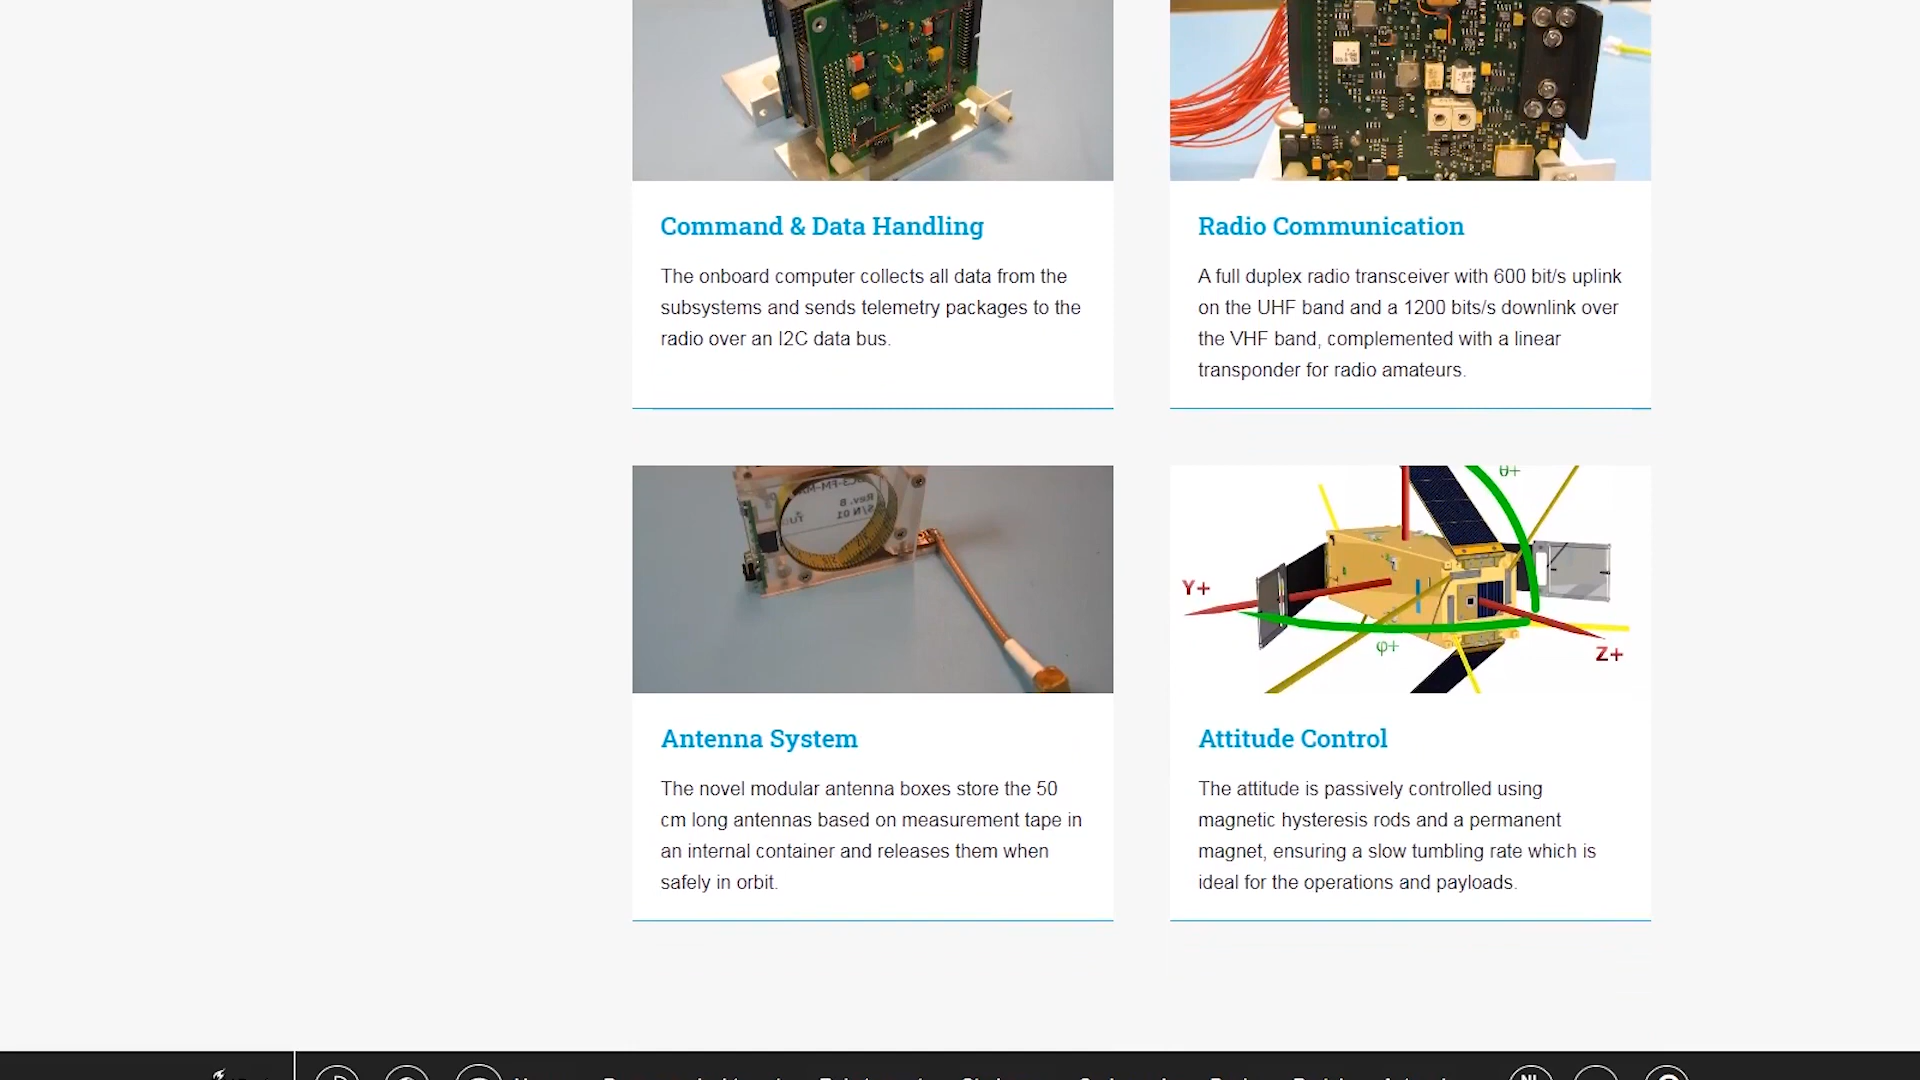 Command & Data Handling
The onboard computer collects all data from the
subsystems and sends telemetry packages to the
radio over an I2C data bus.
Radio Communication
A full duplex radio transceiver with 600 bit/s uplink
on the UHF band and a 1200 bits/s downlink over
the VHF band, complemented with a linear
transponder for radio amateurs.
Rev. B
S/N 01
θ+
Y+
φ+
Z+
Antenna System
The novel modular antenna boxes store the 50
cm long antennas based on measurement tape in
an internal container and releases them when
safely in orbit.
Attitude Control
The attitude is passively controlled using
magnetic hysteresis rods and a permanent
magnet, ensuring a slow tumbling rate which is
ideal for the operations and payloads.
NL